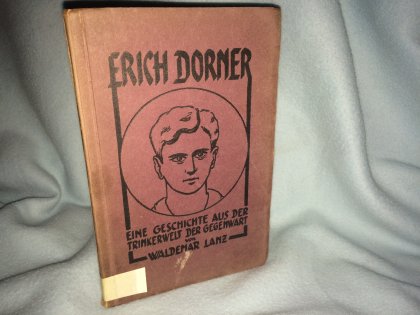 ERICH DORNER
EINE GESCHICHTE AUS DER
TRINKERWELT DER GEGENWART
VON
WALDEMAR LANZ